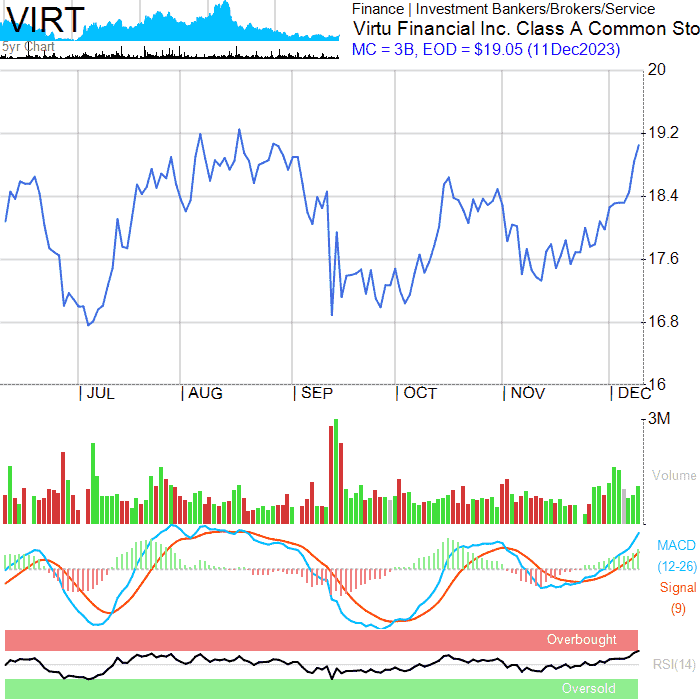 VIRT
5yr Chart
Finance | Investment Bankers/Brokers/Service
Virtu Financial Inc. Class A Common Sto
MC = 3B, EOD = $19.05 (11Dec2023)
20
19.2
18.4
17.6
16.8
16
| JUL | AUG | SEP | OCT | NOV | DEC
3M
Volume
MACD
(12-26)
Signal
(9)
Overbought
RSI(14)
Oversold